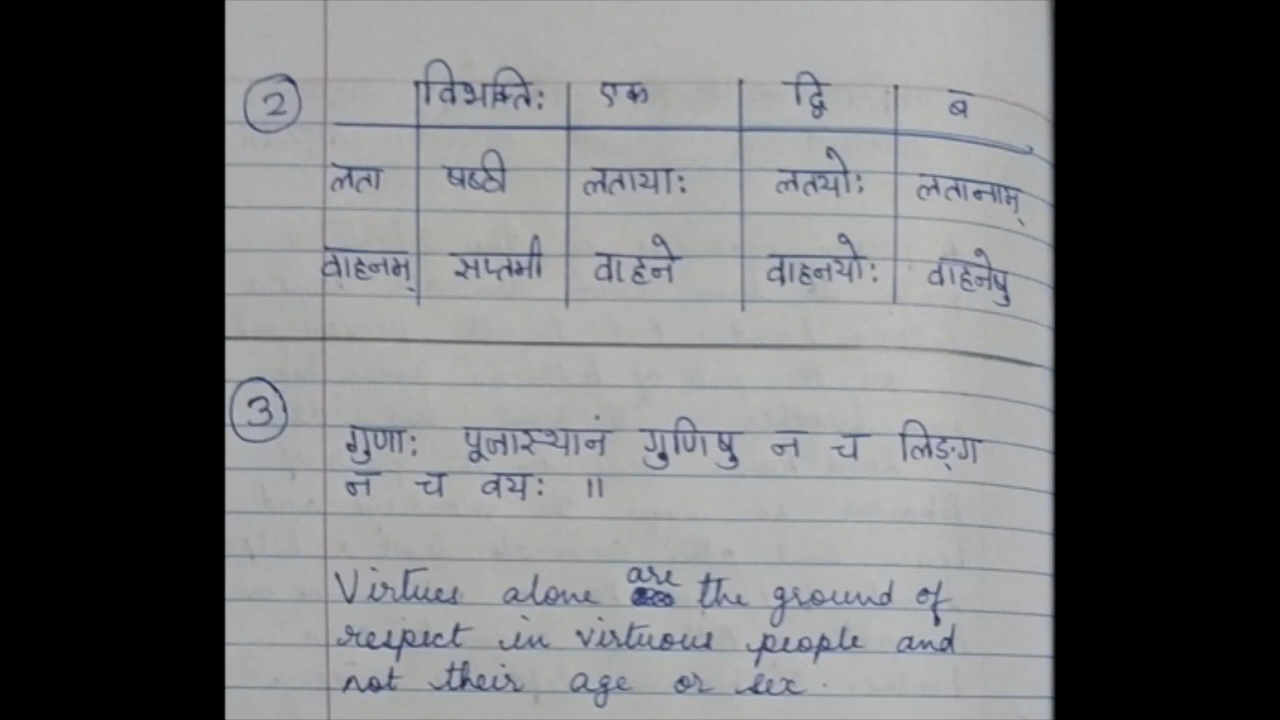 2 विभक्तिः एक द्वि ब
लता षष्ठी लतायाः लतयोः लतानाम्
वाहनम् सप्तमी वाहने वाहनयोः वाहनेषु
3
गुणाः पूजास्थानं गुणिषु न च लिङ्ग
न च वयः ॥
Virtues alone are the ground of
respect in virtuous people and
not their age or sex.